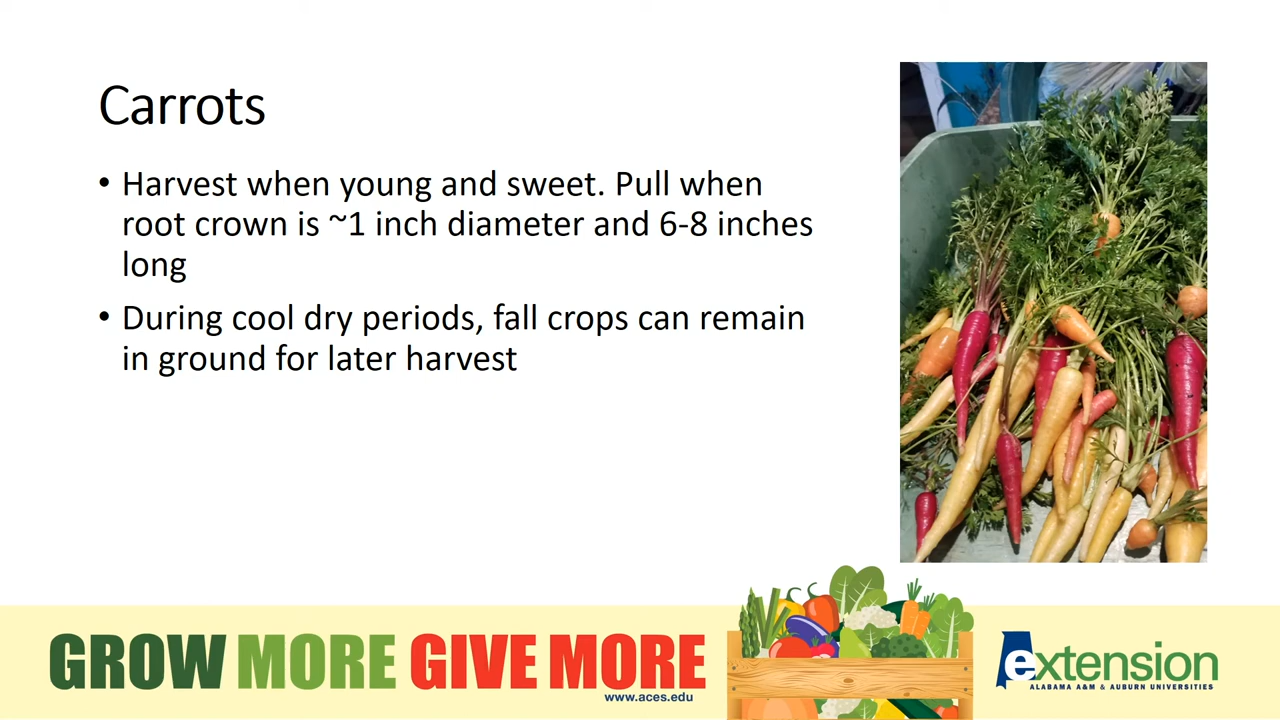 Carrots
• Harvest when young and sweet. Pull when
root crown is ~1 inch diameter and 6-8 inches
long
• During cool dry periods, fall crops can remain
in ground for later harvest
GROW MORE GIVE MORE
www.aces.edu
extension
ALABAMA A&M & AUBURN UNIVERSITIES